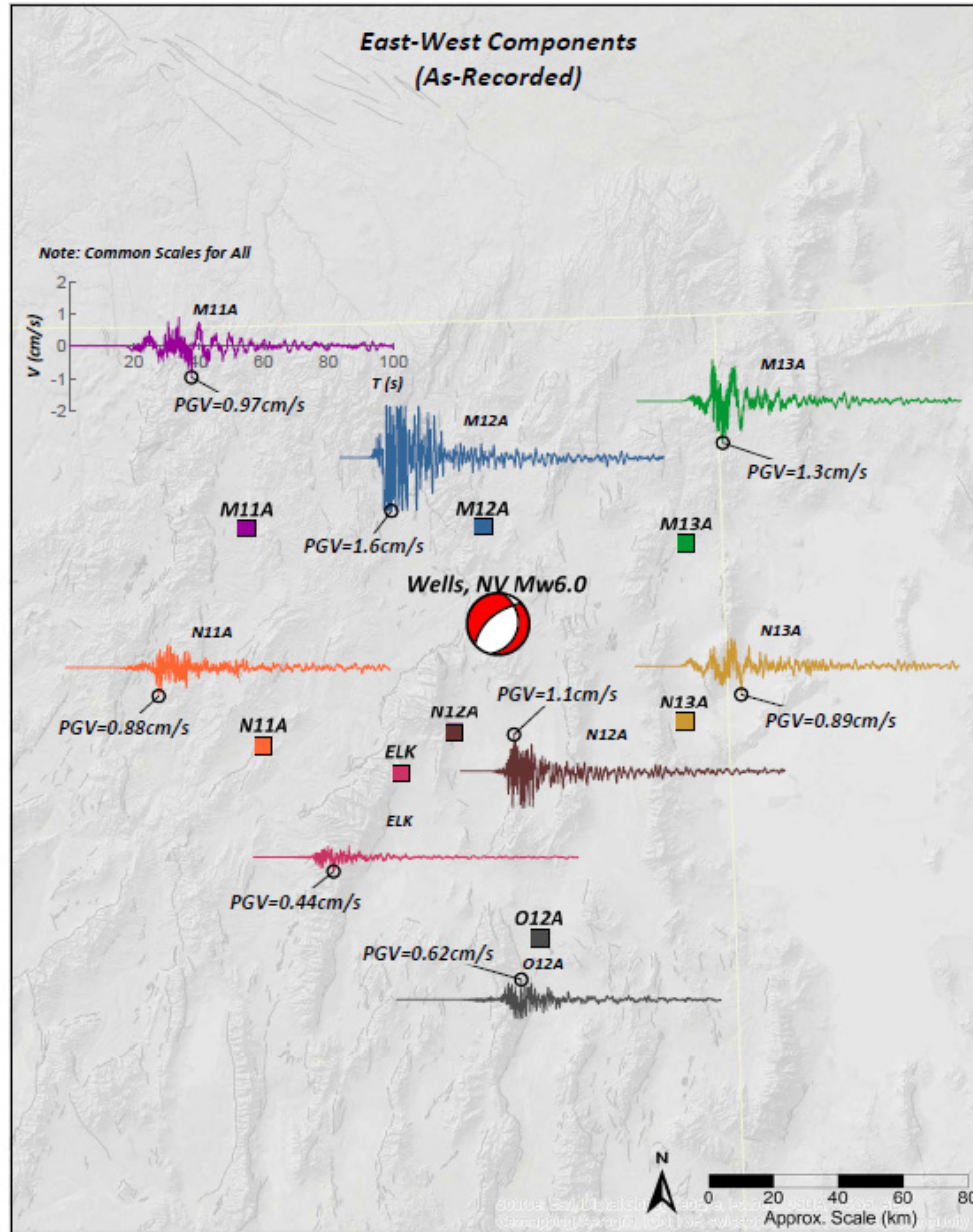 East-West Components
(As-Recorded)
Note: Common Scales for All
2
1
0
-1
-2
V (cm/s)
M11A
20 40 60 80 100
T (s)
PGV=0.97cm/s
M13A
M12A
PGV=1.3cm/s
M11A
M12A
M13A
PGV=1.6cm/s
Wells, NV Mw6.0
N11A
N13A
PGV=1.1cm/s
PGV=0.88cm/s
N12A
N13A
PGV=0.89cm/s
N11A
ELK
N12A
ELK
PGV=0.44cm/s
O12A
PGV=0.62cm/s
O12A
N
0 20 40 60 80
Approx. Scale (km)